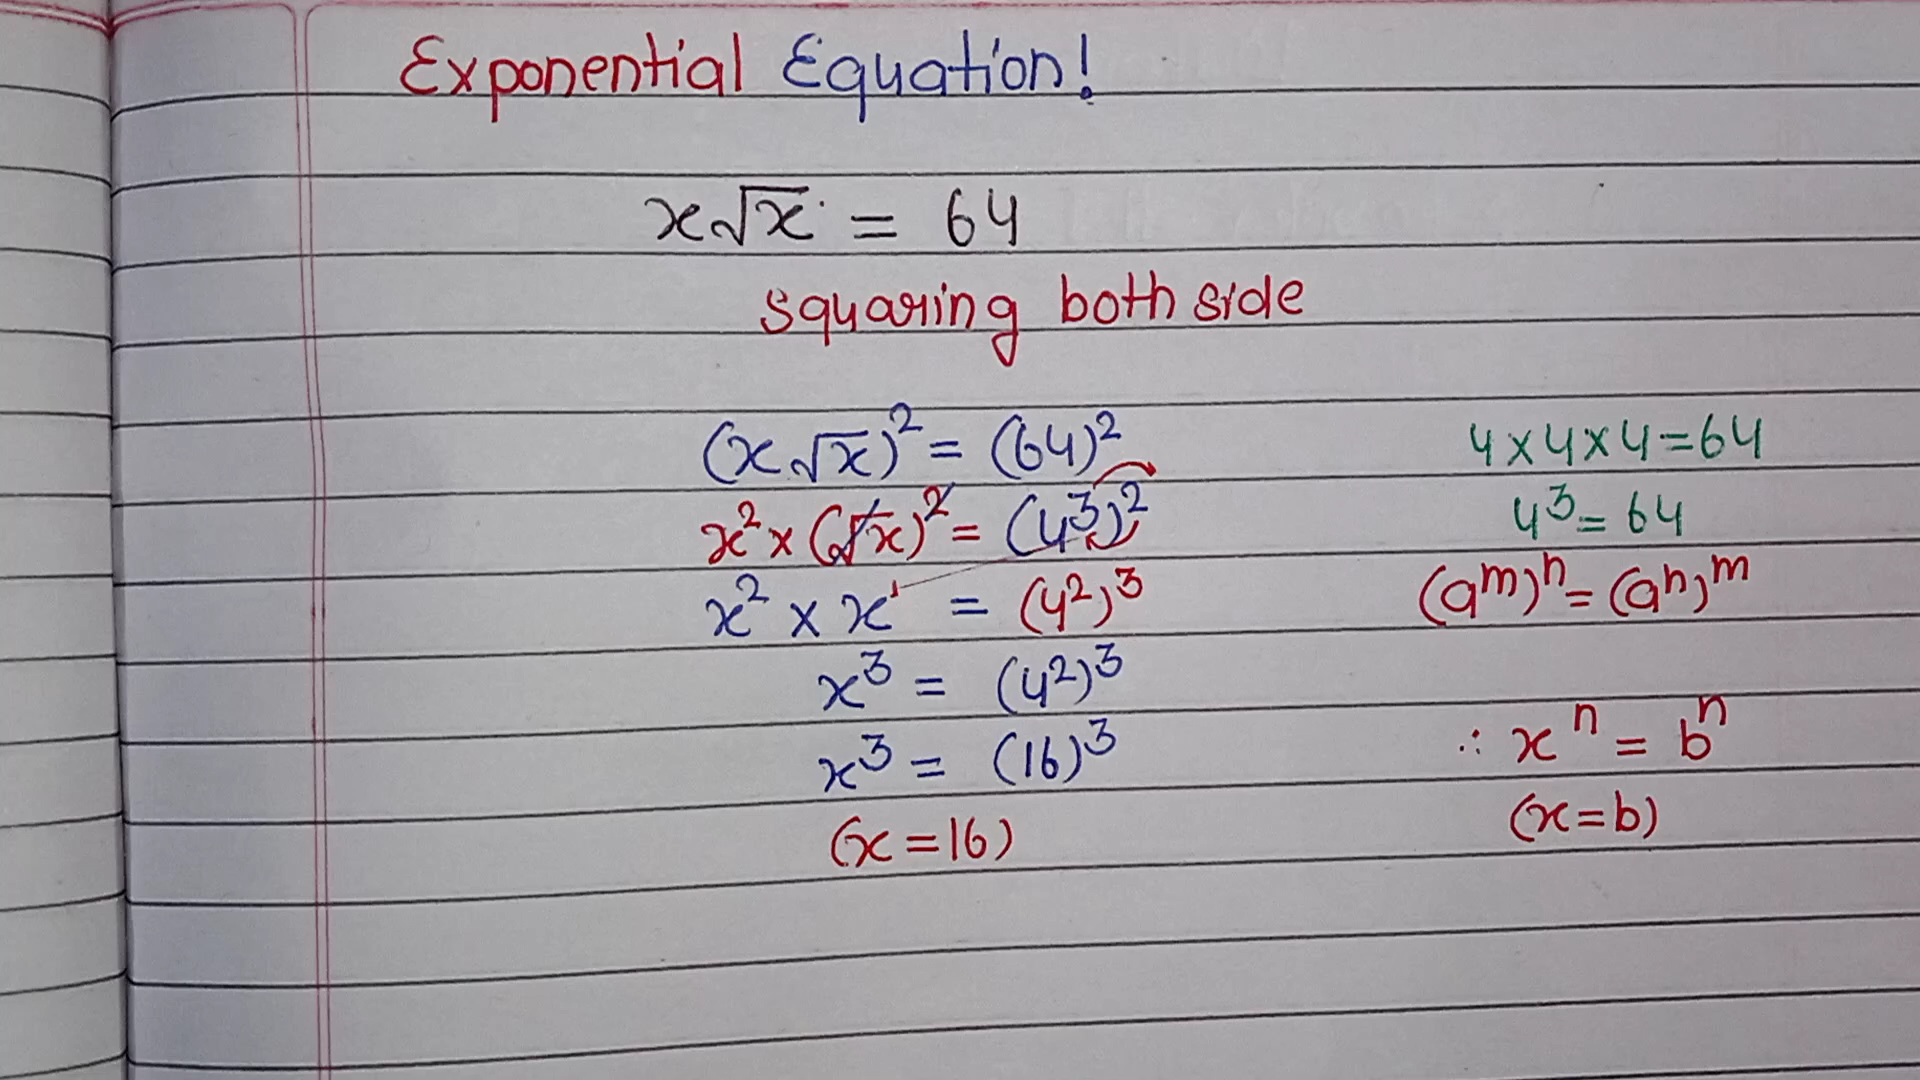 Exponential Equation!
x√x = 64
squaring both side
(x√x)² = (64)²
x² × (√x)² = (4³)²
x² × x¹ = (4²)³
x³ = (4²)³
x³ = (16)³
(x = 16)
4 × 4 × 4 = 64
4³ = 64
(aᵐ)ⁿ = (aⁿ)ᵐ
∴ xⁿ = bⁿ
(x = b)